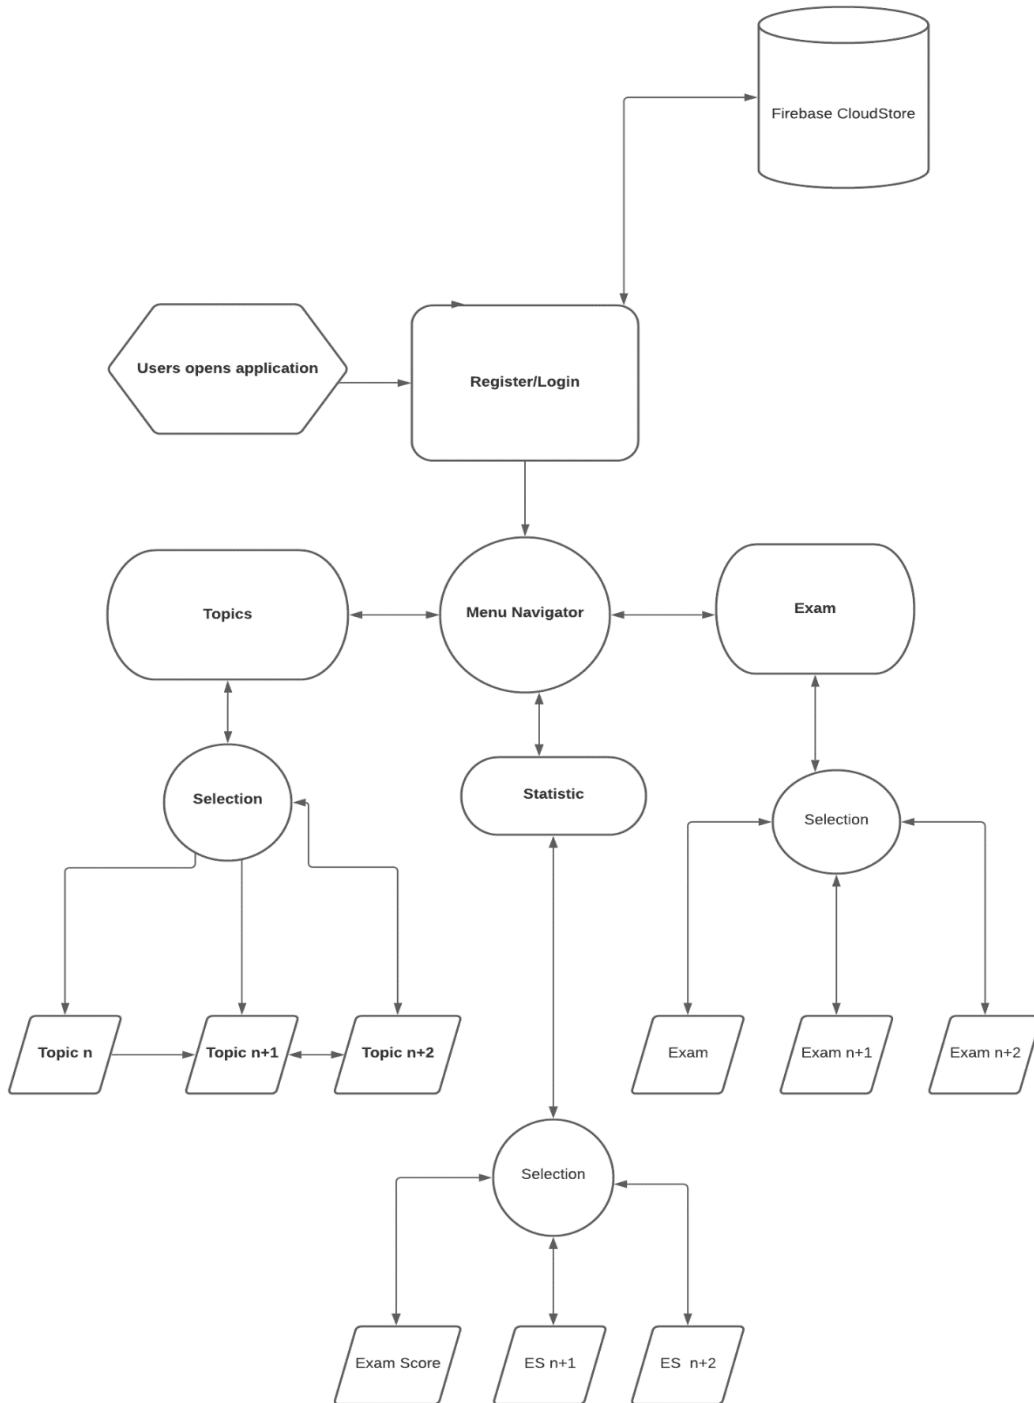 Firebase CloudStore
Users opens application
Register/Login
Topics
Menu Navigator
Exam
Selection
Statistic
Selection
Topic n
Topic n+1
Topic n+2
Exam
Exam n+1
Exam n+2
Selection
Exam Score
ES n+1
ES n+2